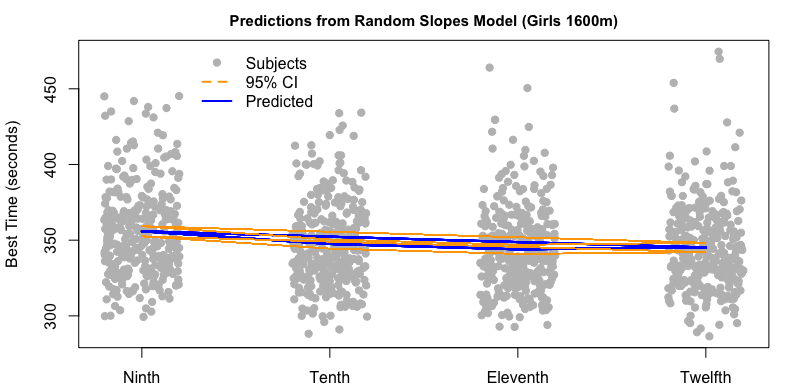 Predictions from Random Slopes Model (Girls 1600m)
Subjects
95% CI
Predicted
Best Time (seconds)
450
400
350
300
Ninth
Tenth
Eleventh
Twelfth